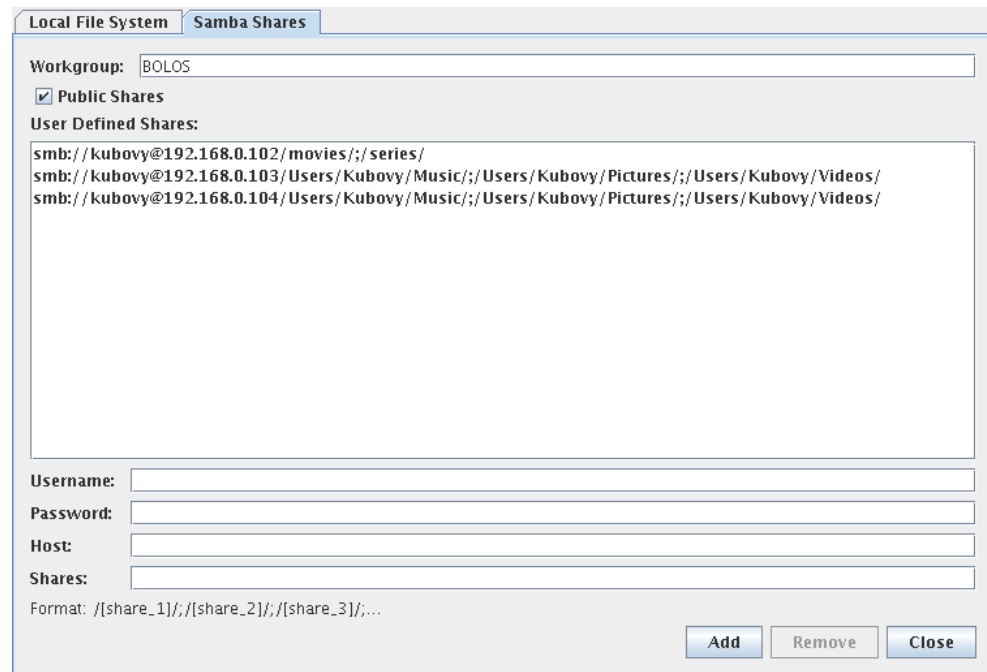 Local File System Samba Shares
Workgroup: BOLOS
Public Shares
User Defined Shares:
smb://kubovy@192.168.0.102/movies/;/series/
smb://kubovy@192.168.0.103/Users/Kubovy/Music/;/Users/Kubovy/Pictures/;/Users/Kubovy/Videos/
smb://kubovy@192.168.0.104/Users/Kubovy/Music/;/Users/Kubovy/Pictures/;/Users/Kubovy/Videos/
Username:
Password:
Host:
Shares:
Format: /[share_1]/;/[share_2]/;/[share_3]/;...
Add Remove Close